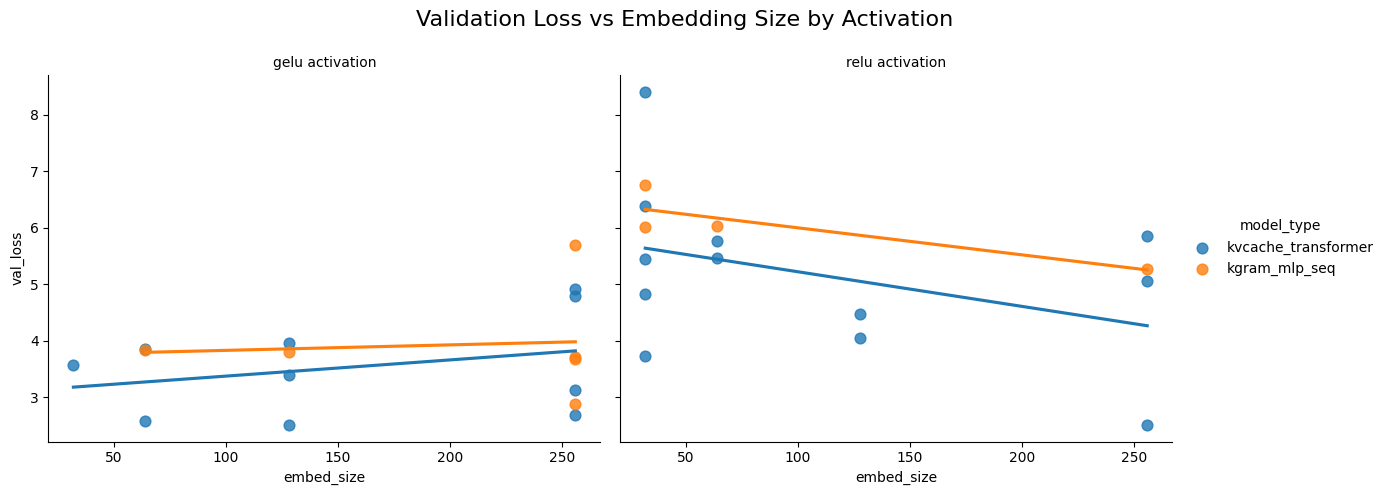 Validation Loss vs Embedding Size by Activation
gelu activation
relu activation
8
7
6
5
4
3
val_loss
50
100
150
200
250
embed_size
50
100
150
200
250
embed_size
model_type
kvcache_transformer
kgram_mlp_seq